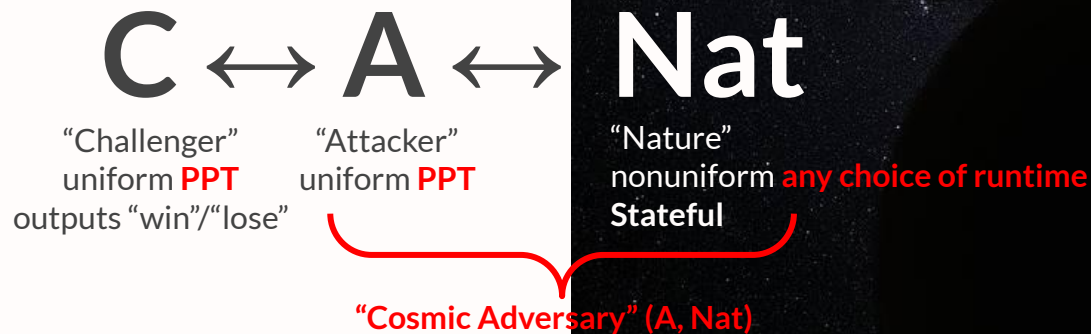 C ↔ A ↔ Nat
“Challenger” “Attacker” “Nature”
uniform PPT uniform PPT nonuniform any choice of runtime
outputs “win”/“lose” Stateful
“Cosmic Adversary” (A, Nat)